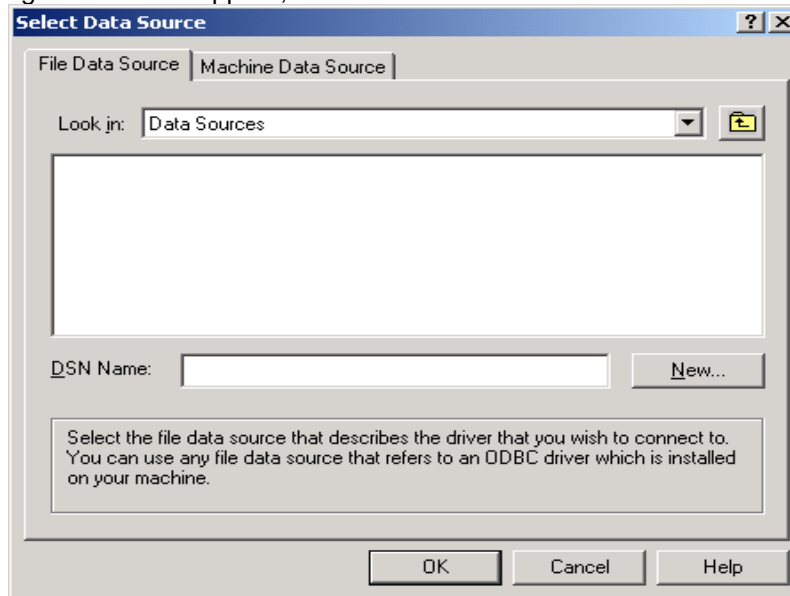 Select Data Source
File Data Source Machine Data Source
Look in: Data Sources
DSN Name: New...
Select the file data source that describes the driver that you wish to connect to.
You can use any file data source that refers to an ODBC driver which is installed
on your machine.
OK Cancel Help